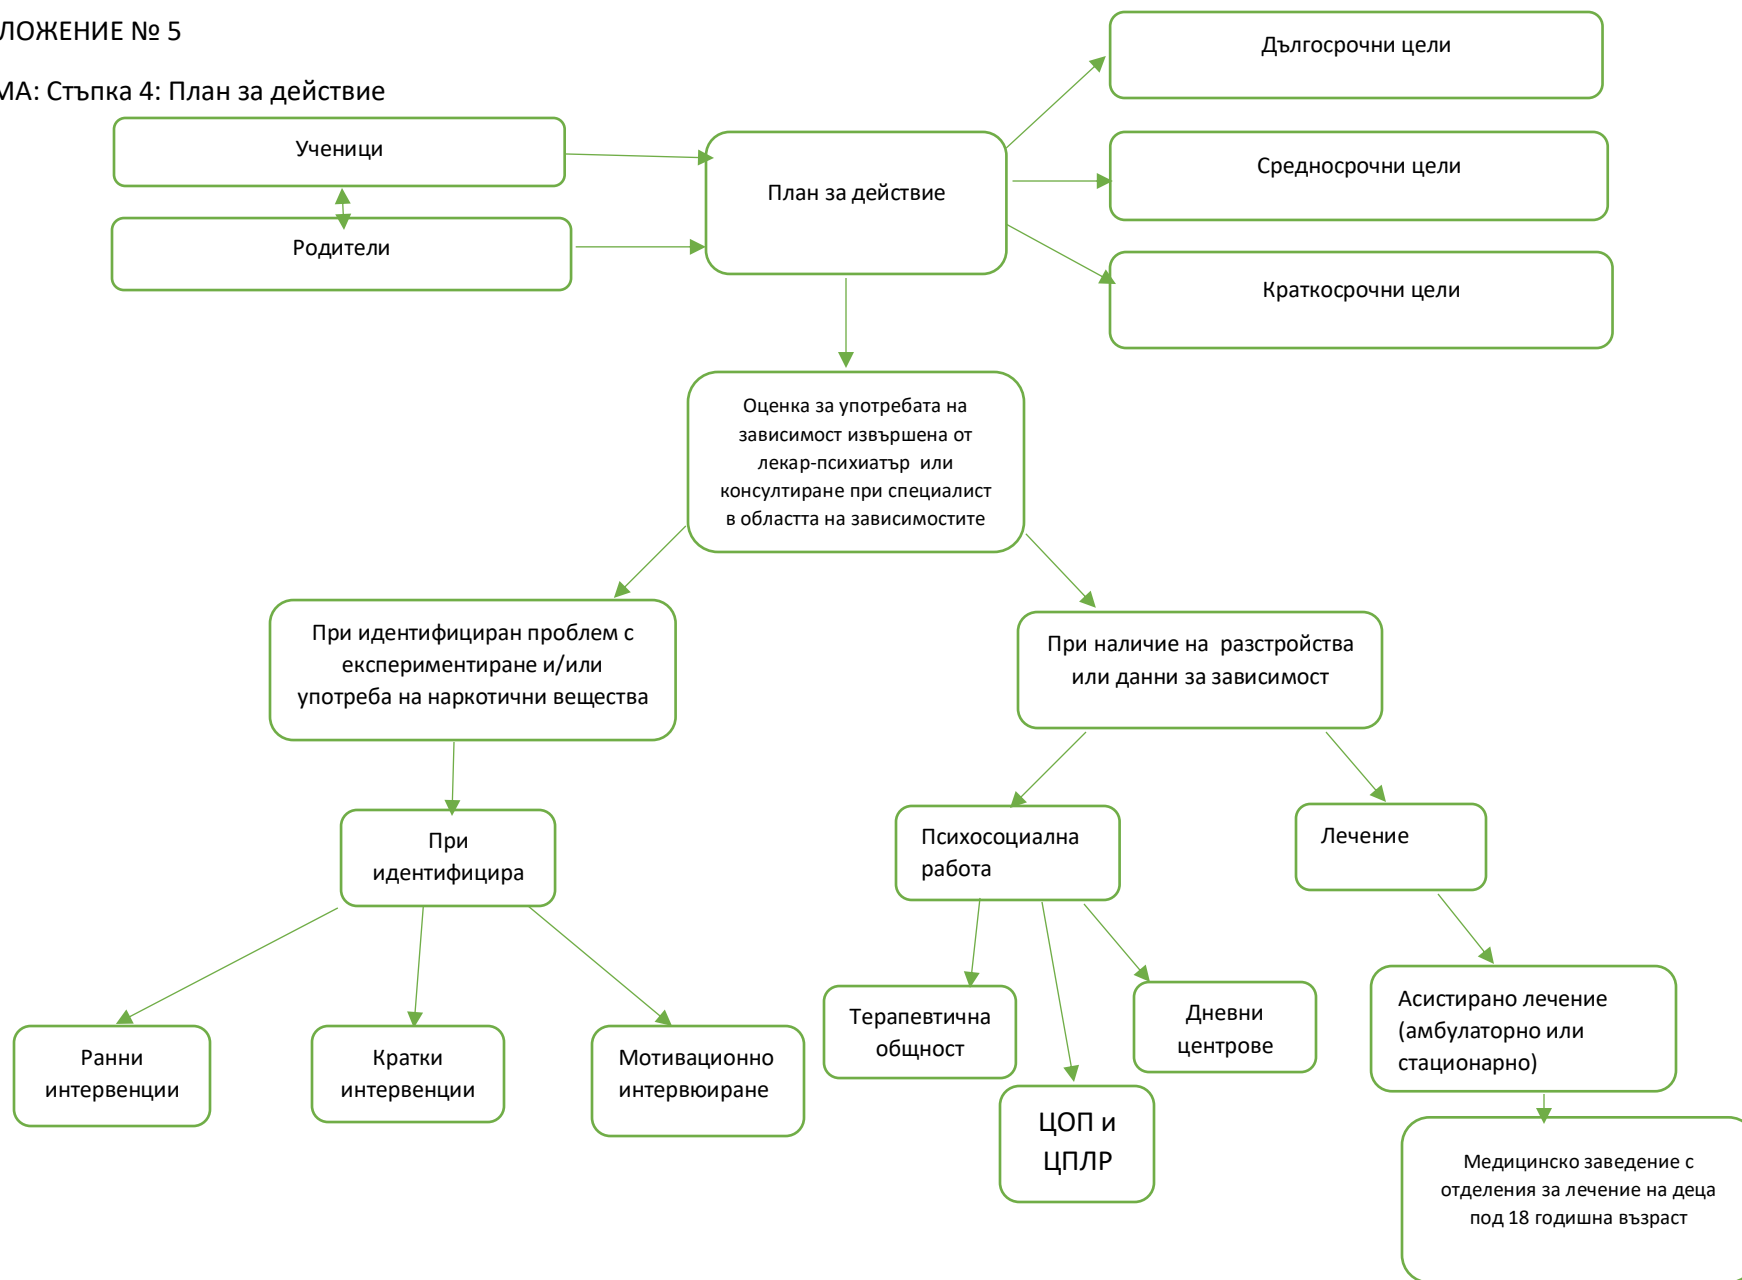 ЛОЖЕНИЕ № 5
МА: Стъпка 4: План за действие
Ученици
Родители
План за действие
Дългосрочни цели
Средносрочни цели
Краткосрочни цели
Оценка за употребата на
зависимост извършена от
лекар-психиатър или
консултиране при специалист
в областта на зависимостите
При идентифициран проблем с
експериментиране и/или
употреба на наркотични вещества
При наличие на разстройства
или данни за зависимост
При
идентифицира
Психосоциална
работа
Лечение
Ранни
интервенции
Кратки
интервенции
Мотивационно
интервюиране
Терапевтична
общност
ЦОП и
ЦПЛР
Дневни
центрове
Асистирано лечение
(амбулаторно или
стационарно)
Медицинско заведение с
отделения за лечение на деца
под 18 годишна възраст